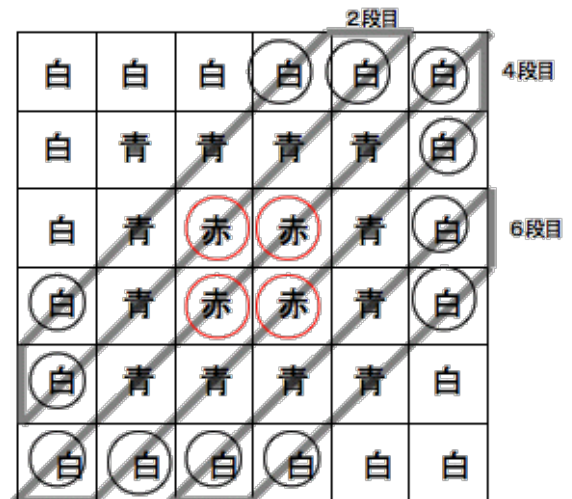 2段目
白 白 白 白 白 白 4段目
白 青 青 青 青 白
白 青 赤 赤 青 白 6段目
白 青 赤 赤 青 白
白 青 青 青 青 白
白 白 白 白 白 白